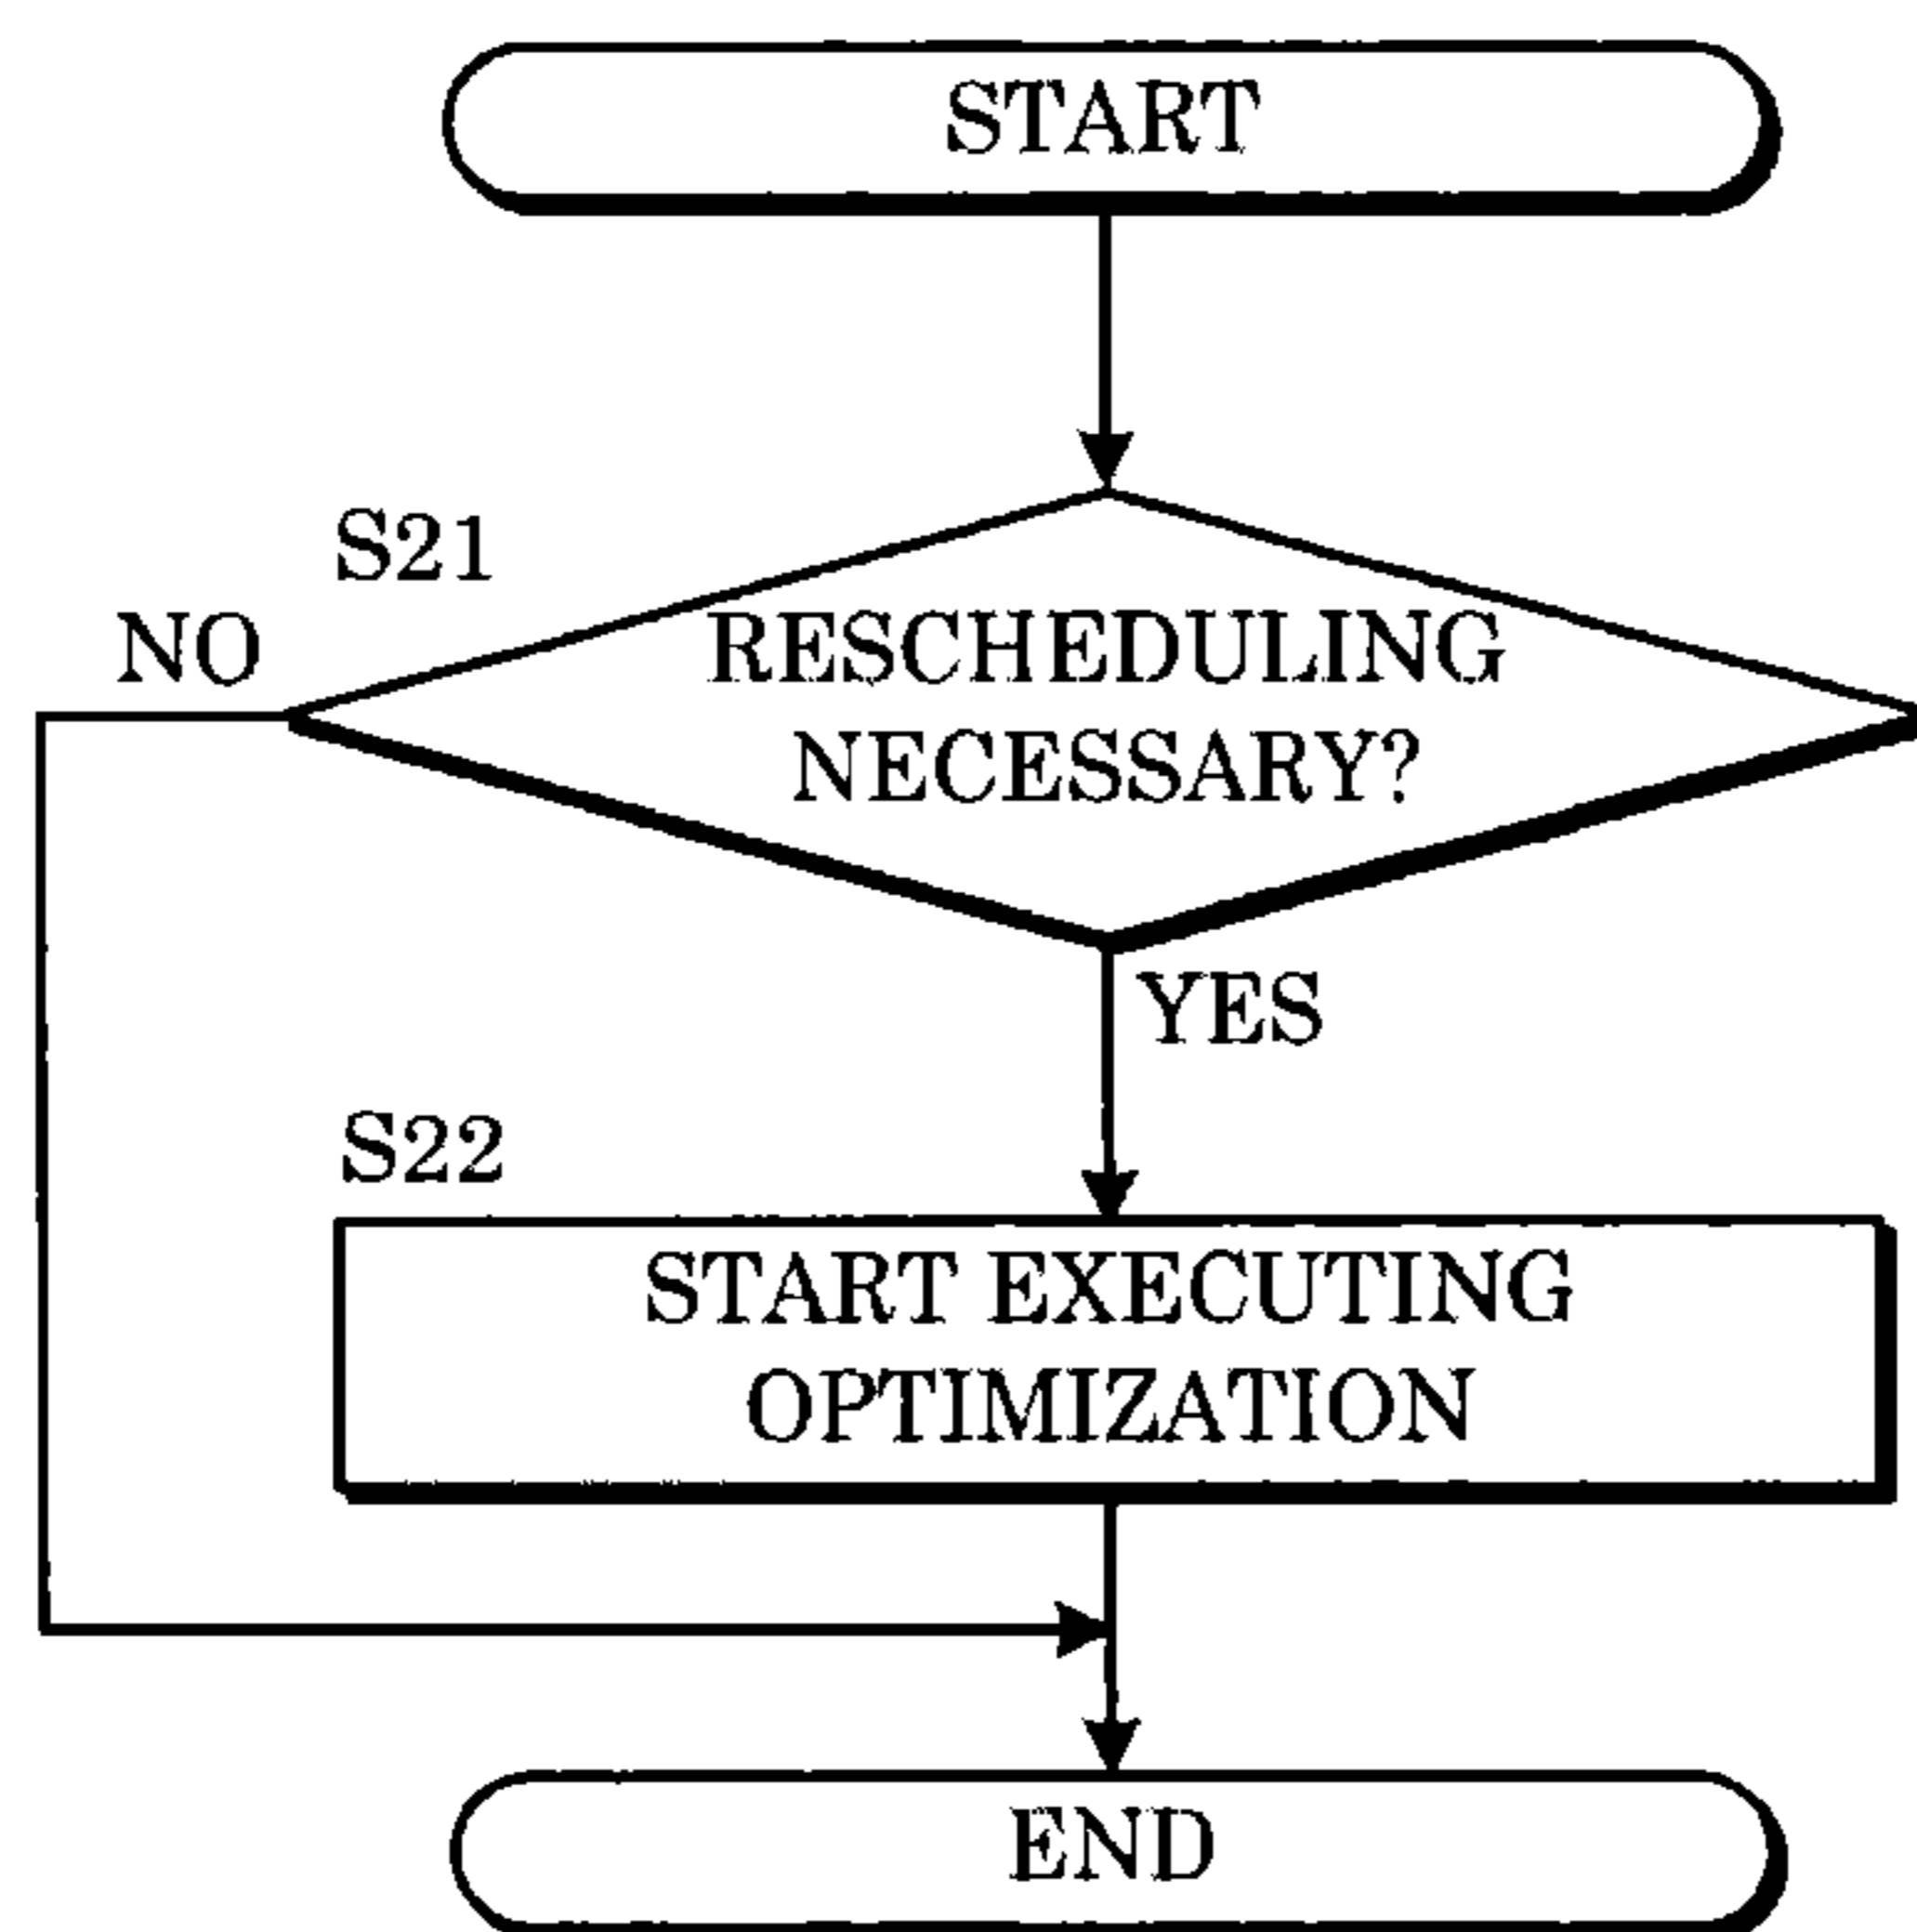 START
S21
NO
RESCHEDULING
NECESSARY?
YES
S22
START EXECUTING
OPTIMIZATION
END